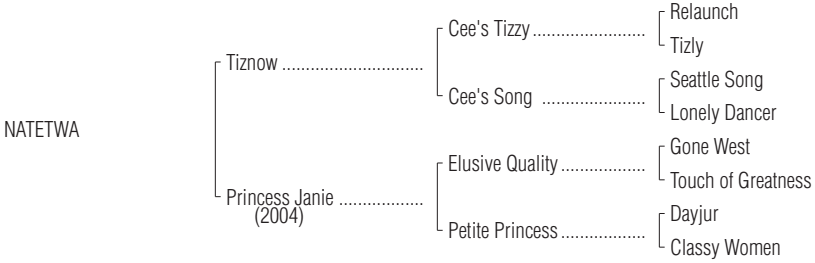 Relaunch
Cee's Tizzy ........................
Tizly
Tiznow ..............................
Seattle Song
Cee's Song ......................
Lonely Dancer
NATETWA
Gone West
Elusive Quality ..................
Touch of Greatness
Princess Janie ..................
(2004)
Dayjur
Petite Princess ..................
Classy Women